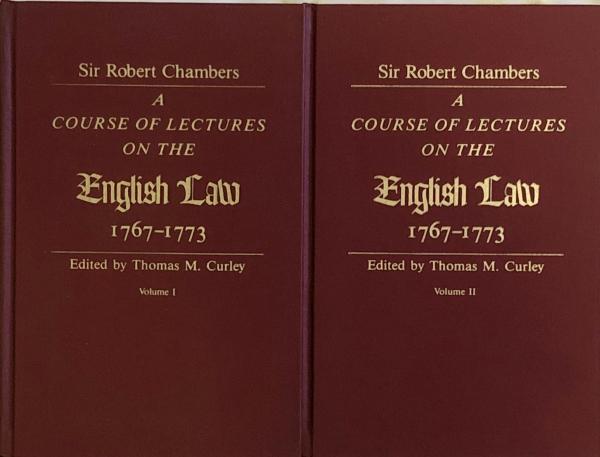 Sir Robert Chambers
A
COURSE OF LECTURES
ON THE
English Law
1767–1773
Edited by Thomas M. Curley
Volume I
Sir Robert Chambers
A
COURSE OF LECTURES
ON THE
English Law
1767–1773
Edited by Thomas M. Curley
Volume II